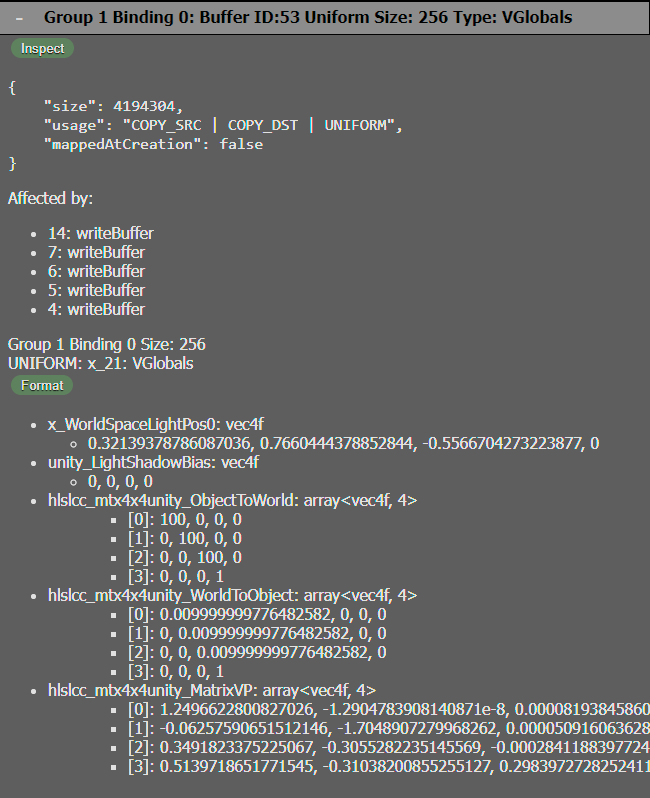 - Group 1 Binding 0: Buffer ID:53 Uniform Size: 256 Type: VGlobals
Inspect
{
"size": 4194304,
"usage": "COPY_SRC | COPY_DST | UNIFORM",
"mappedAtCreation": false
}
Affected by:
14: writeBuffer
7: writeBuffer
6: writeBuffer
5: writeBuffer
4: writeBuffer
Group 1 Binding 0 Size: 256
UNIFORM: x_21: VGlobals
Format
x_WorldSpaceLightPos0: vec4f
0.32139378786087036, 0.7660444378852844, -0.5566704273223877, 0
unity_LightShadowBias: vec4f
0, 0, 0, 0
hlslcc_mtx4x4unity_ObjectToWorld: array<vec4f, 4>
[0]: 100, 0, 0, 0
[1]: 0, 100, 0, 0
[2]: 0, 0, 100, 0
[3]: 0, 0, 0, 1
hlslcc_mtx4x4unity_WorldToObject: array<vec4f, 4>
[0]: 0.009999999776482582, 0, 0, 0
[1]: 0, 0.009999999776482582, 0, 0
[2]: 0, 0, 0.009999999776482582, 0
[3]: 0, 0, 0, 1
hlslcc_mtx4x4unity_MatrixVP: array<vec4f, 4>
[0]: 1.2496622800827026, -1.2904783908140871e-8, 0.00008193845860
[1]: -0.06257590651512146, -1.7048907279968262, 0.000050916063628
[2]: 0.3491823375225067, -0.3055282235145569, -0.0002841188397724
[3]: 0.5139718651771545, -0.31038200855255127, 0.2983972728252411